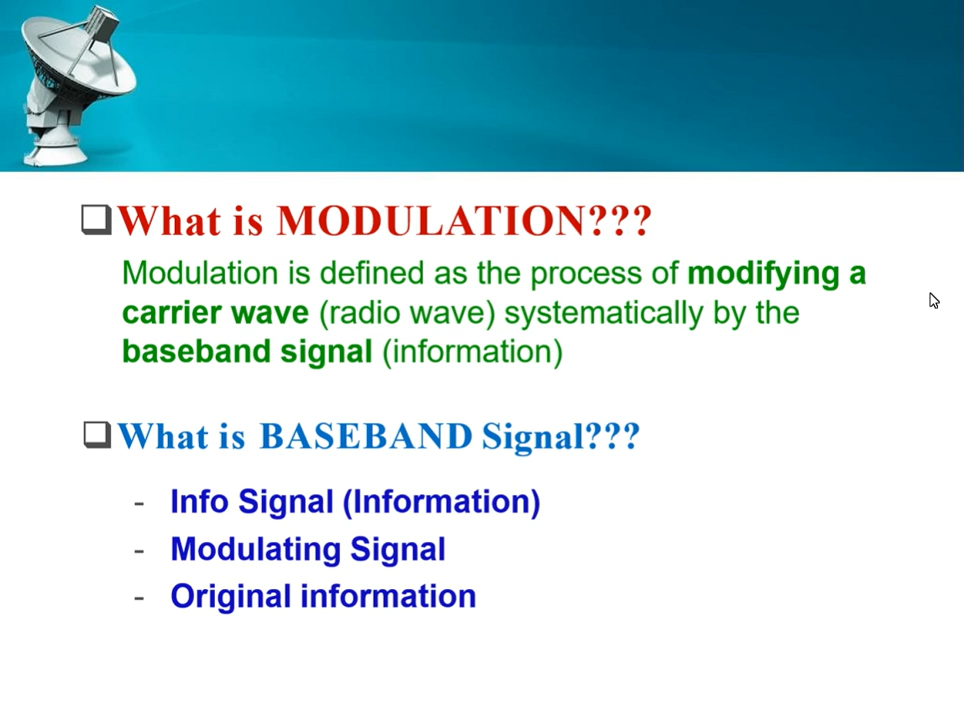 What is MODULATION???
Modulation is defined as the process of modifying a
carrier wave (radio wave) systematically by the
baseband signal (information)
What is BASEBAND Signal???
- Info Signal (Information)
- Modulating Signal
- Original information